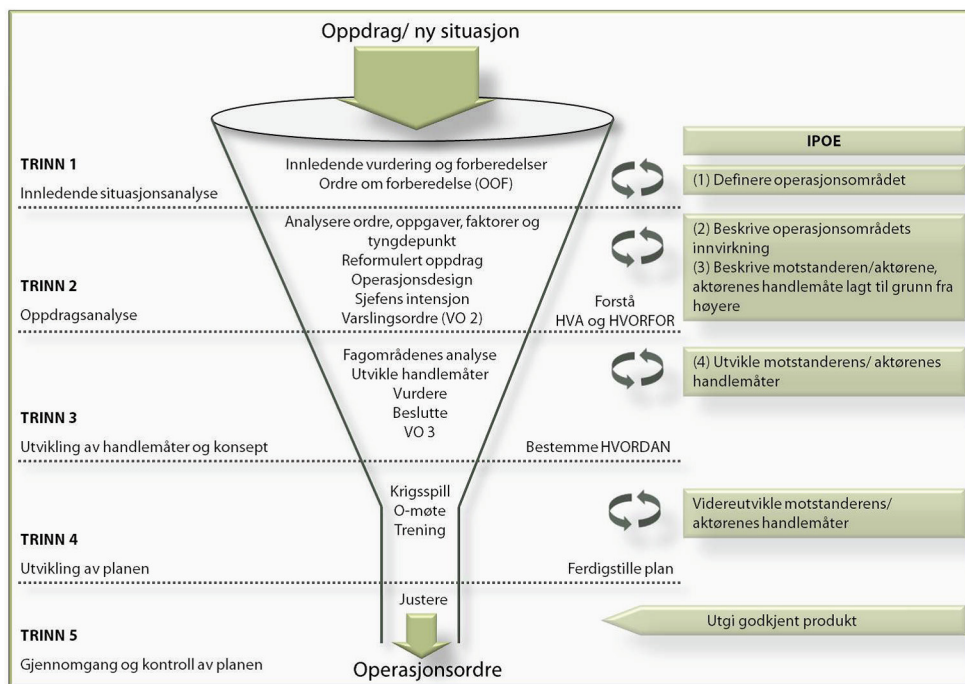 Oppdrag/ ny situasjon
IPOE
TRINN 1
Innledende situasjonsanalyse
Innledende vurdering og forberedelser
Ordre om forberedelse (OOF)
(1) Definere operasjonsområdet
TRINN 2
Oppdragsanalyse
Analysere ordre, oppgaver, faktorer og
tyngdepunkt
Reformulert oppdrag
Operasjonsdesign
Sjefens intensjon
Varslingsordre (VO 2)
Forstå
HVA og HVORFOR
(2) Beskrive operasjonsområdets
innvirkning
(3) Beskrive motstanderen/aktørene,
aktørenes handlemåte lagt til grunn fra
høyere
TRINN 3
Utvikling av handlemåter og konsept
Fagområdenes analyse
Utvikle handlemåter
Vurdere
Beslutte
VO 3
Bestemme HVORDAN
(4) Utvikle motstanderens/ aktørenes
handlemåter
TRINN 4
Utvikling av planen
Krigsspill
O-møte
Trening
Ferdigstille plan
Videreutvikle motstanderens/
aktørenes handlemåter
TRINN 5
Gjennomgang og kontroll av planen
Justere
Operasjonsordre
Utgi godkjent produkt